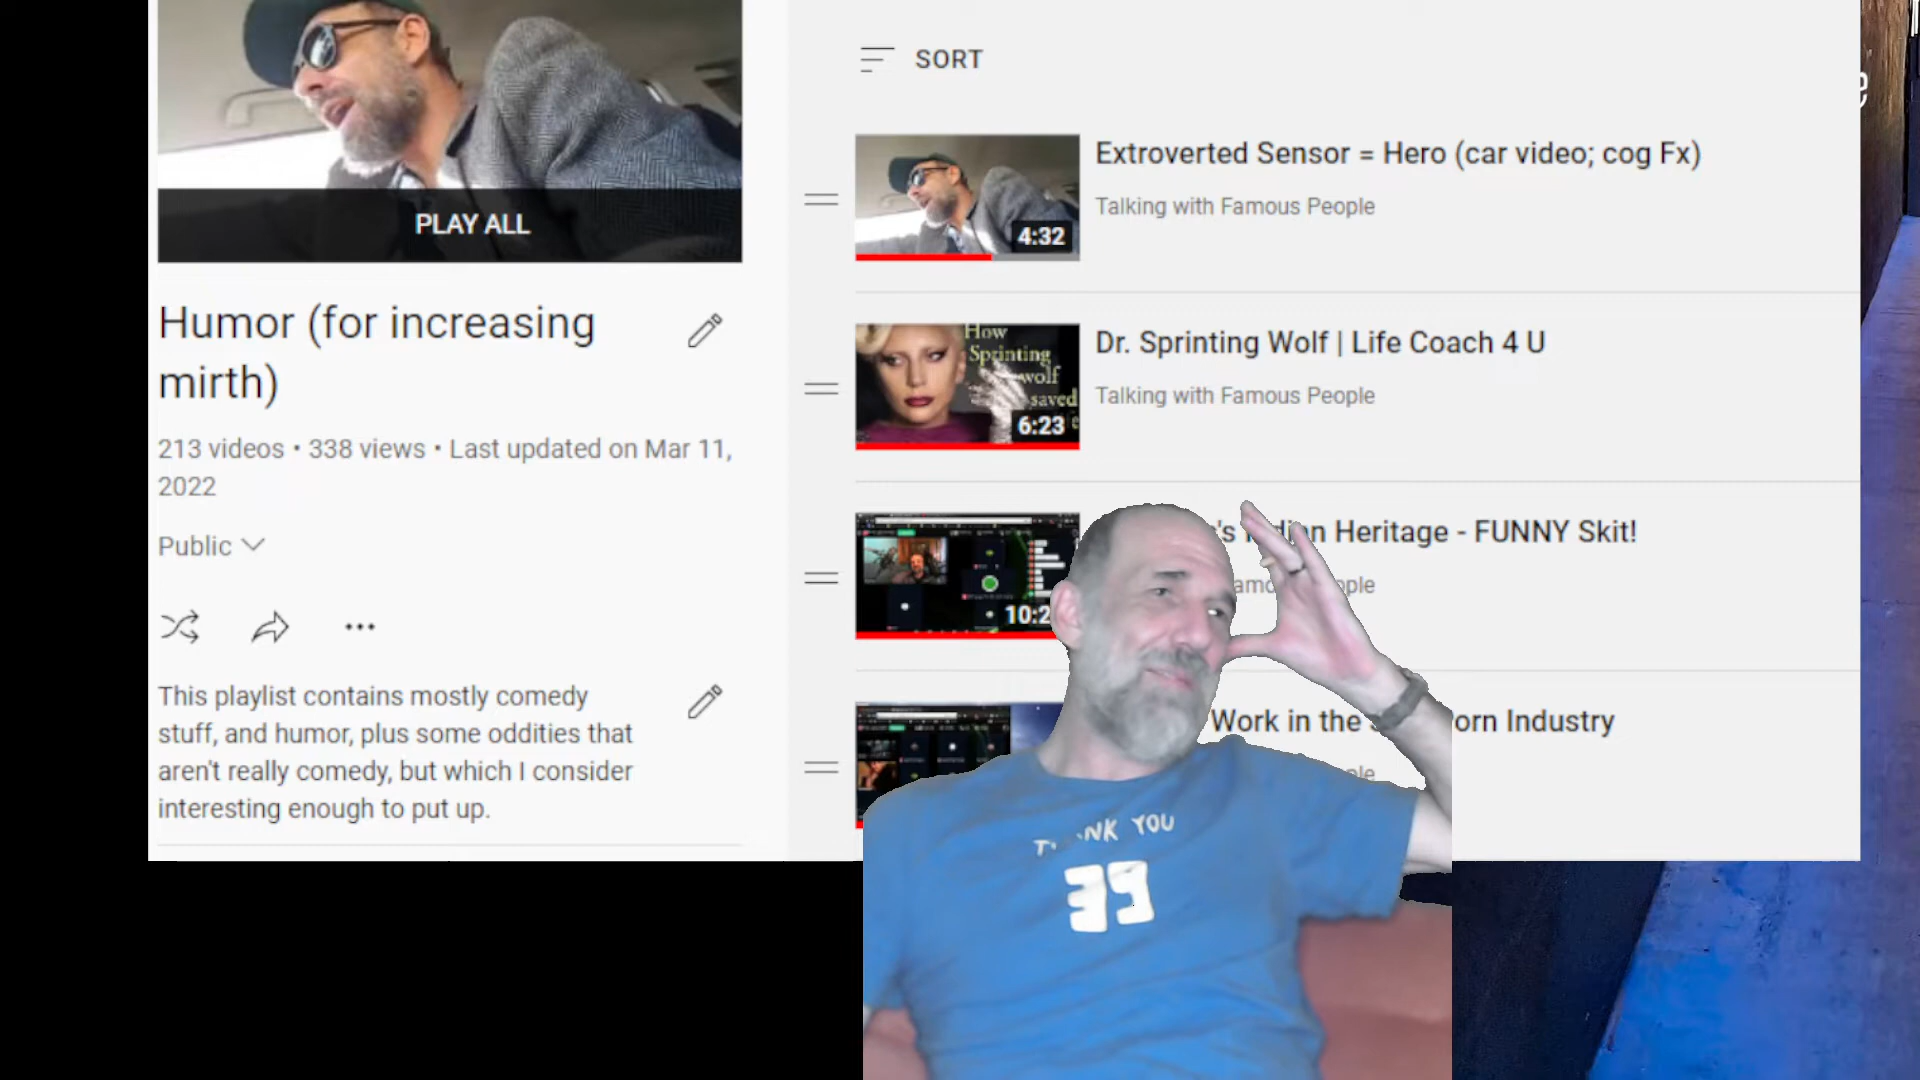 PLAY ALL
Humor (for increasing
mirth)
213 videos • 338 views • Last updated on Mar 11,
2022
Public
This playlist contains mostly comedy
stuff, and humor, plus some oddities that
aren't really comedy, but which I consider
interesting enough to put up.
SORT
4:32
Extroverted Sensor = Hero (car video; cog Fx)
Talking with Famous People
How
Sprinting
wolf
saved
6:23
Dr. Sprinting Wolf | Life Coach 4 U
Talking with Famous People
10:2
's Heritage - FUNNY Skit!
Work in the Industry
YOU
39